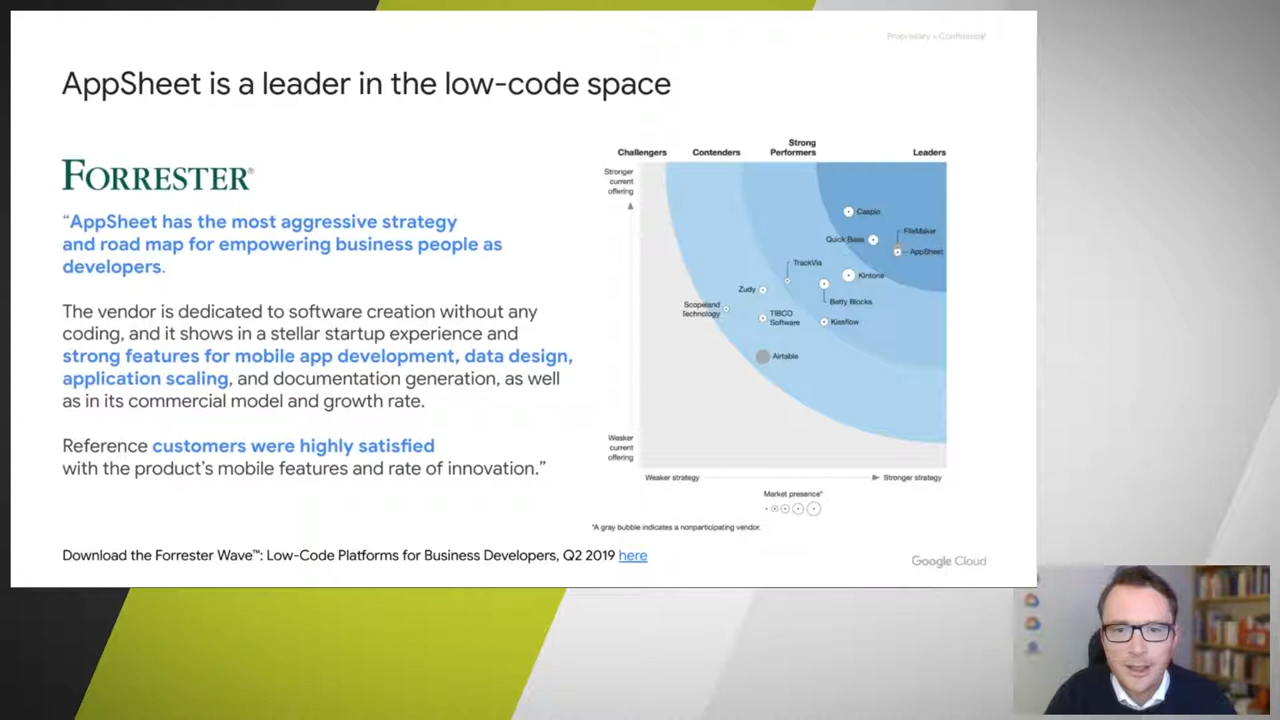 Proprietary + Confidential
AppSheet is a leader in the low-code space
FORRESTER®
“AppSheet has the most aggressive strategy
and road map for empowering business people as
developers.
The vendor is dedicated to software creation without any
coding, and it shows in a stellar startup experience and
strong features for mobile app development, data design,
application scaling, and documentation generation, as well
as in its commercial model and growth rate.
Reference customers were highly satisfied
with the product’s mobile features and rate of innovation.”
Challengers
Contenders
Strong
Performers
Leaders
Stronger
current
offering
Caspio
FileMaker
Quick Base
AppSheet
TrackVia
Kintone
Zudy
Betty Blocks
Scopeland
Technology
TIBCO
Software
Kissflow
Airtable
Weaker
current
offering
Weaker strategy
Stronger strategy
Market presence*
*A gray bubble indicates a nonparticipating vendor.
Download the Forrester Wave™: Low-Code Platforms for Business Developers, Q2 2019 here
Google Cloud